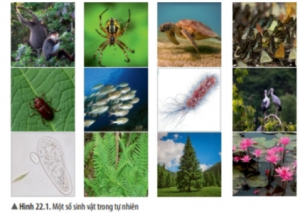 ▲ Hình 22.1. Một số sinh vật trong tự nhiên